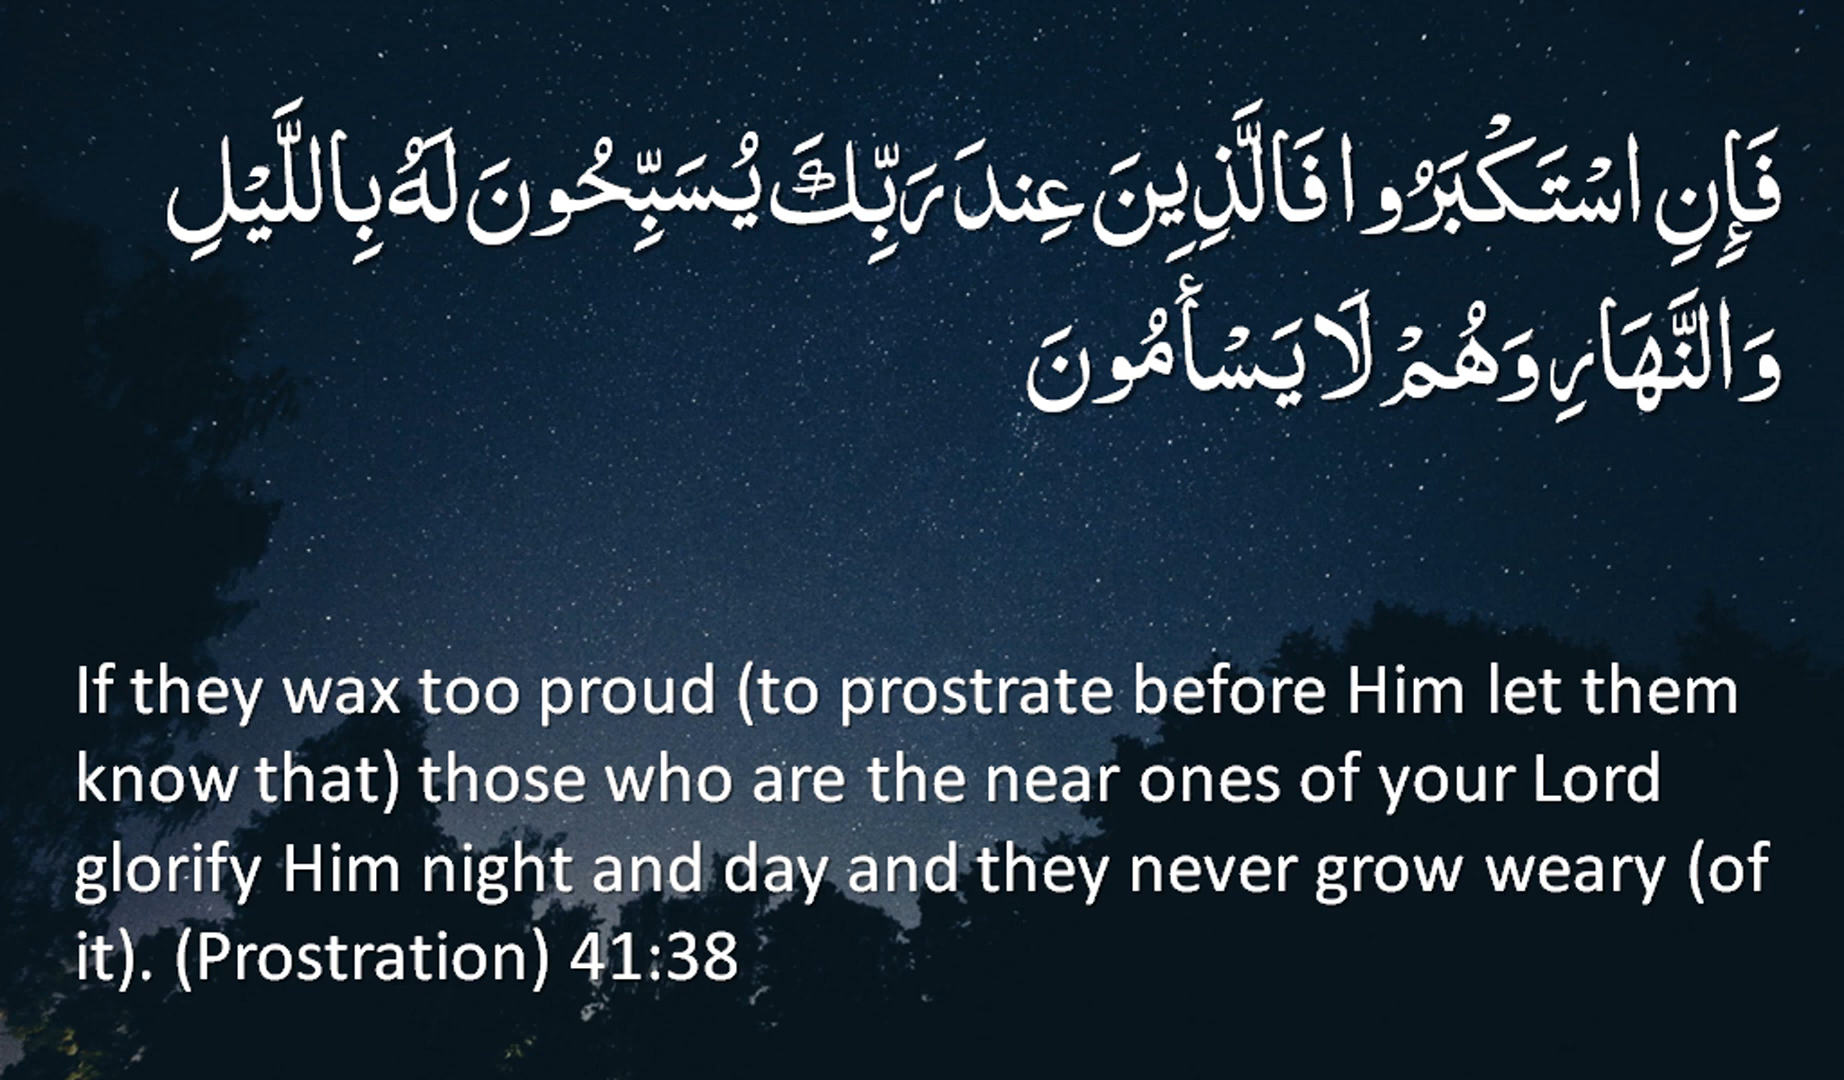 فَإِنِ اسْتَكْبَرُوا فَالَّذِينَ عِندَ رَبِّكَ يُسَبِّحُونَ لَهُ بِاللَّيْلِ
وَالنَّهَارِ وَهُمْ لَا يَسْأَمُونَ
If they wax too proud (to prostrate before Him let them
know that) those who are the near ones of your Lord
glorify Him night and day and they never grow weary (of
it). (Prostration) 41:38